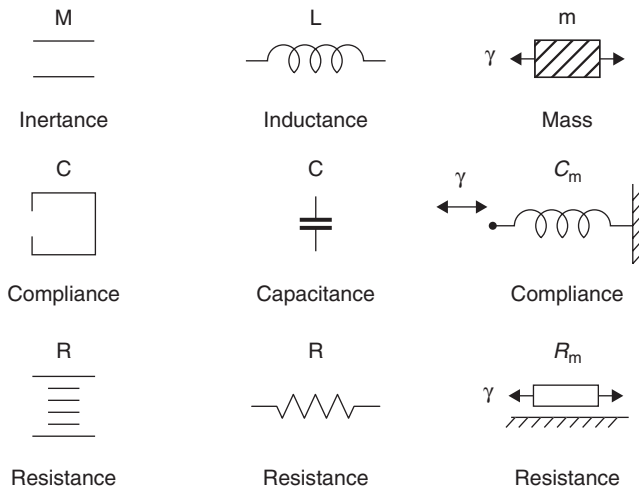 M L m
γ
Inertance Inductance Mass
C C Cm
γ
Compliance Capacitance Compliance
R R Rm
γ
Resistance Resistance Resistance